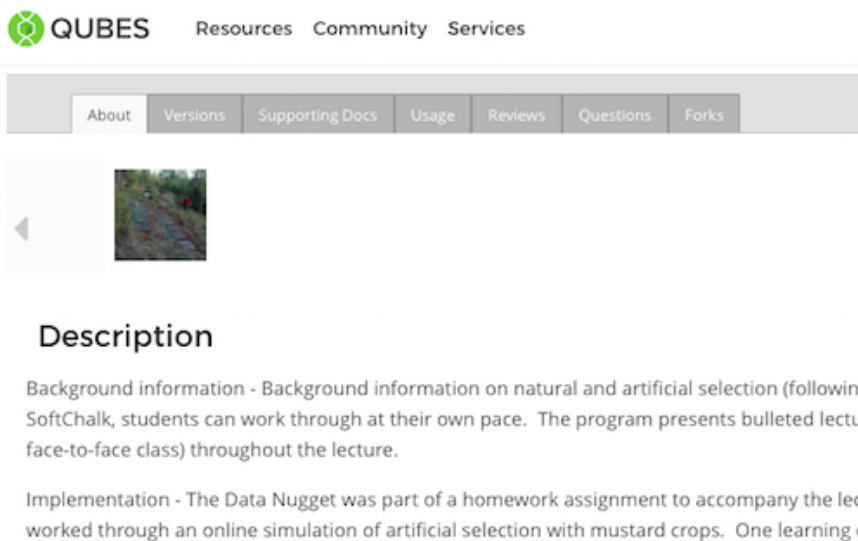 QUBES Resources Community Services
About Versions Supporting Docs Usage Reviews Questions Forks
Description
Background information - Background information on natural and artificial selection (followin
SoftChalk, students can work through at their own pace. The program presents bulleted lectu
face-to-face class) throughout the lecture.
Implementation - The Data Nugget was part of a homework assignment to accompany the lec
worked through an online simulation of artificial selection with mustard crops. One learning